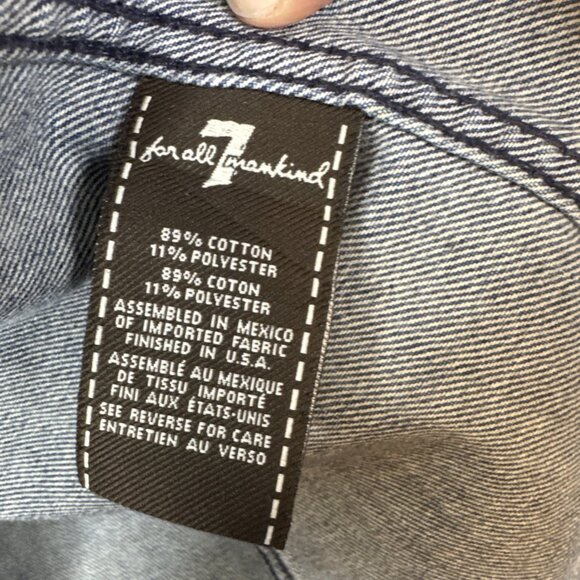 7
for all mankind
89% COTTON
11% POLYESTER
89% COTON
11% POLYESTER
ASSEMBLED IN MEXICO
OF IMPORTED FABRIC
FINISHED IN U.S.A.
ASSEMBLÉ AU MEXIQUE
DE TISSU IMPORTÉ
FINI AUX ÉTATS-UNIS
SEE REVERSE FOR CARE
ENTRETIEN AU VERSO